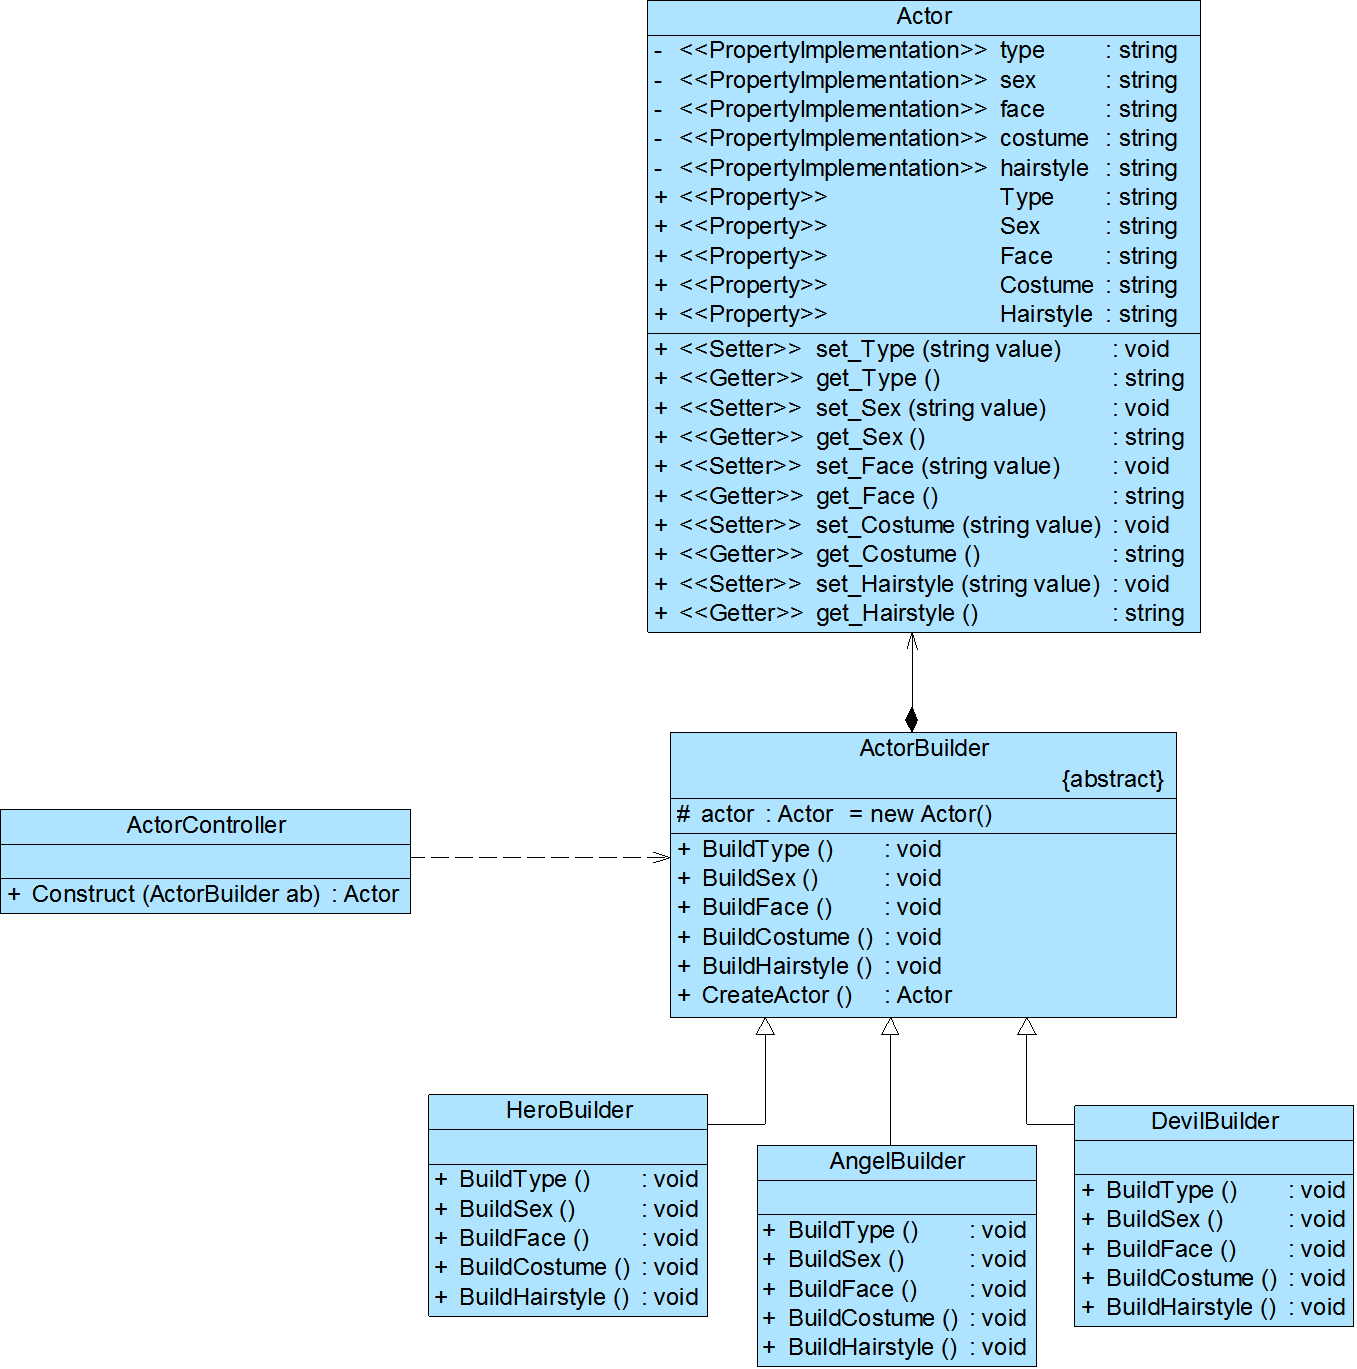 Actor
- <<PropertyImplementation>> type : string
- <<PropertyImplementation>> sex : string
- <<PropertyImplementation>> face : string
- <<PropertyImplementation>> costume : string
- <<PropertyImplementation>> hairstyle : string
+ <<Property>> Type : string
+ <<Property>> Sex : string
+ <<Property>> Face : string
+ <<Property>> Costume : string
+ <<Property>> Hairstyle : string
+ <<Setter>> set_Type (string value) : void
+ <<Getter>> get_Type () : string
+ <<Setter>> set_Sex (string value) : void
+ <<Getter>> get_Sex () : string
+ <<Setter>> set_Face (string value) : void
+ <<Getter>> get_Face () : string
+ <<Setter>> set_Costume (string value) : void
+ <<Getter>> get_Costume () : string
+ <<Setter>> set_Hairstyle (string value) : void
+ <<Getter>> get_Hairstyle () : string
ActorBuilder
{abstract}
# actor : Actor = new Actor()
+ BuildType () : void
+ BuildSex () : void
+ BuildFace () : void
+ BuildCostume () : void
+ BuildHairstyle () : void
+ CreateActor () : Actor
ActorController
+ Construct (ActorBuilder ab) : Actor
HeroBuilder
+ BuildType () : void
+ BuildSex () : void
+ BuildFace () : void
+ BuildCostume () : void
+ BuildHairstyle () : void
AngelBuilder
+ BuildType () : void
+ BuildSex () : void
+ BuildFace () : void
+ BuildCostume () : void
+ BuildHairstyle () : void
DevilBuilder
+ BuildType () : void
+ BuildSex () : void
+ BuildFace () : void
+ BuildCostume () : void
+ BuildHairstyle () : void